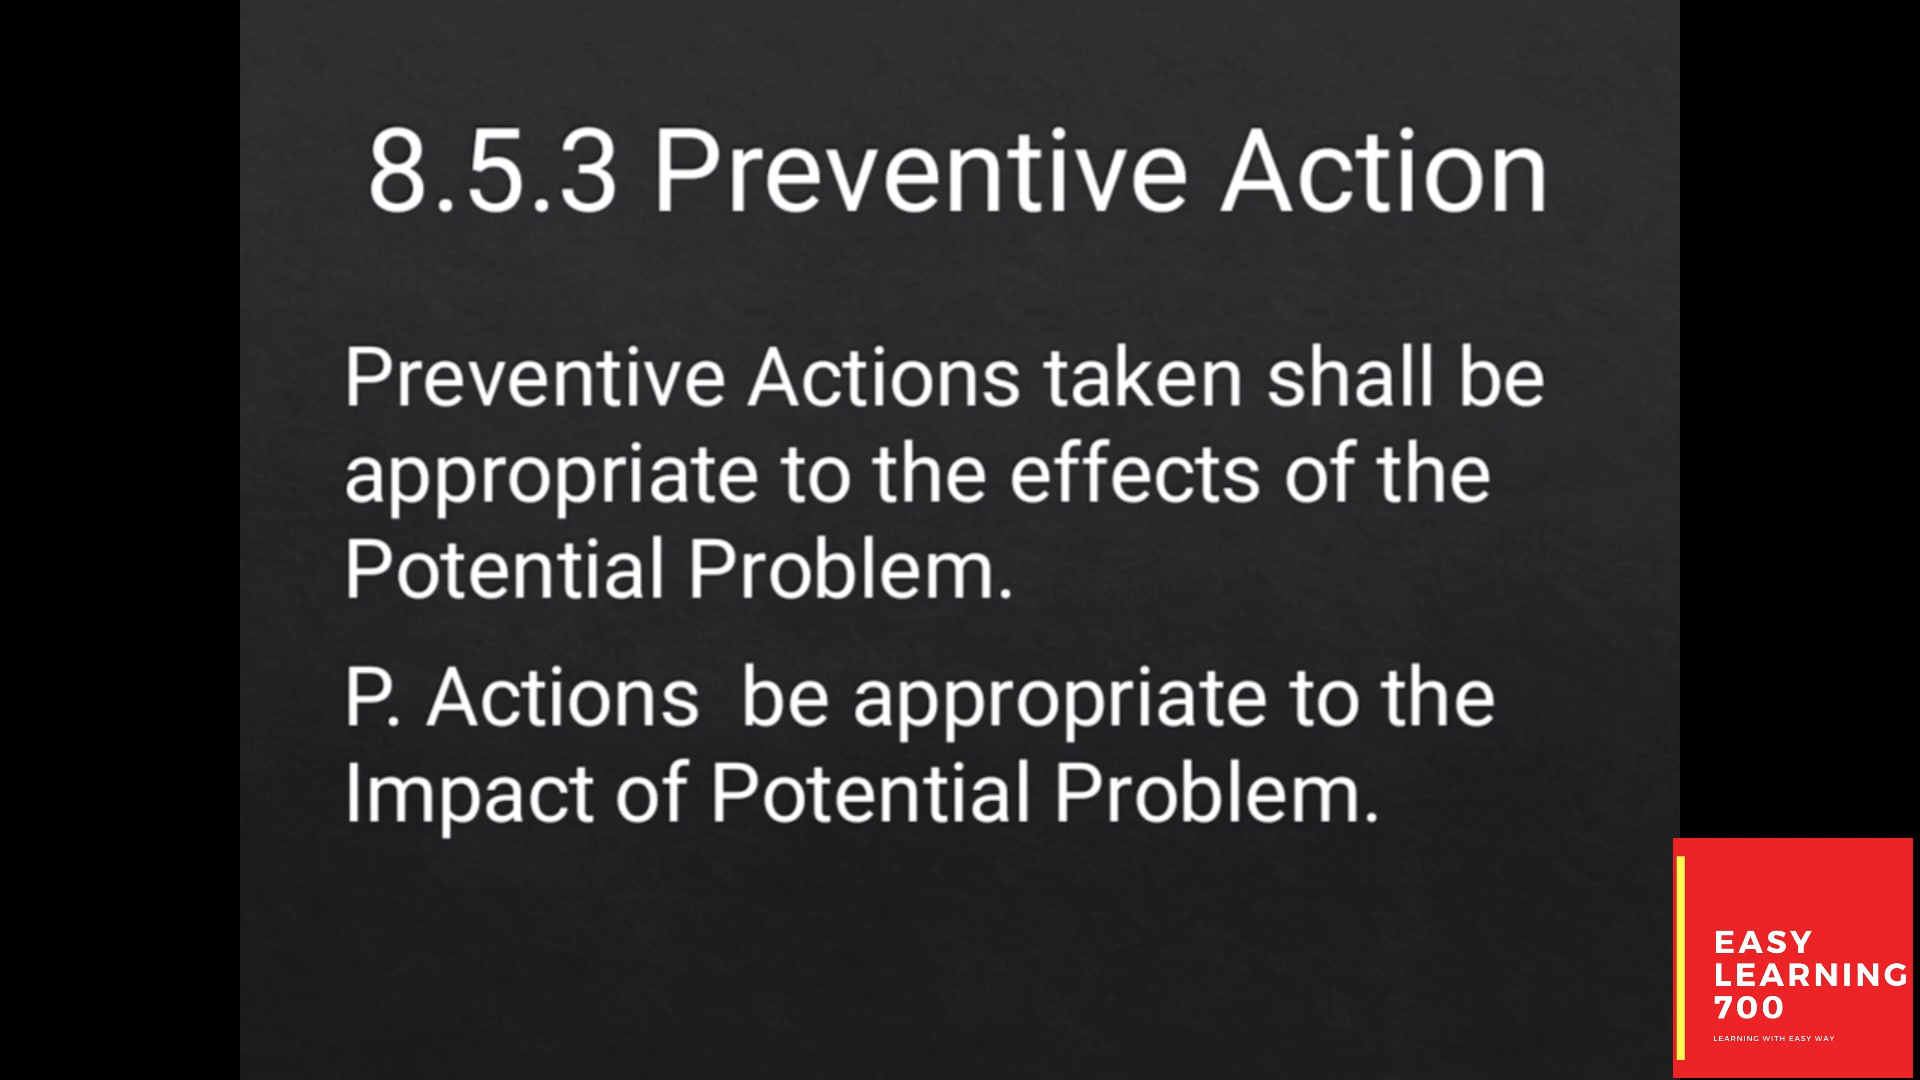 8.5.3 Preventive Action
Preventive Actions taken shall be
appropriate to the effects of the
Potential Problem.
P. Actions  be appropriate to the
Impact of Potential Problem.
EASY
LEARNING
700
LEARNING WITH EASY WAY